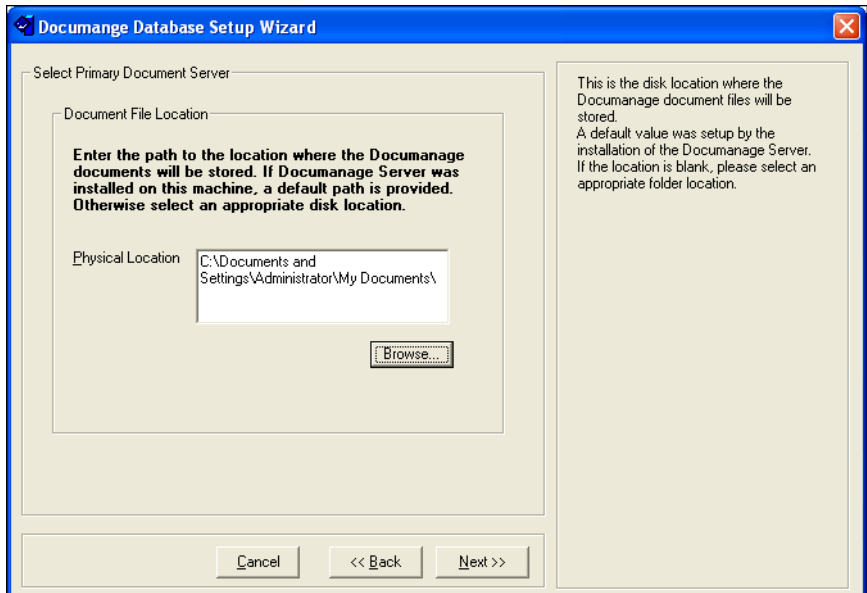 Documange Database Setup Wizard
Select Primary Document Server
Document File Location
Enter the path to the location where the Documanage
documents will be stored. If Documanage Server was
installed on this machine, a default path is provided.
Otherwise select an appropriate disk location.
Physical Location
C:\Documents and
Settings\Administrator\My Documents\
Browse...
Cancel
<< Back
Next >>
This is the disk location where the
Documanage document files will be
stored.
A default value was setup by the
installation of the Documanage Server.
If the location is blank, please select an
appropriate folder location.